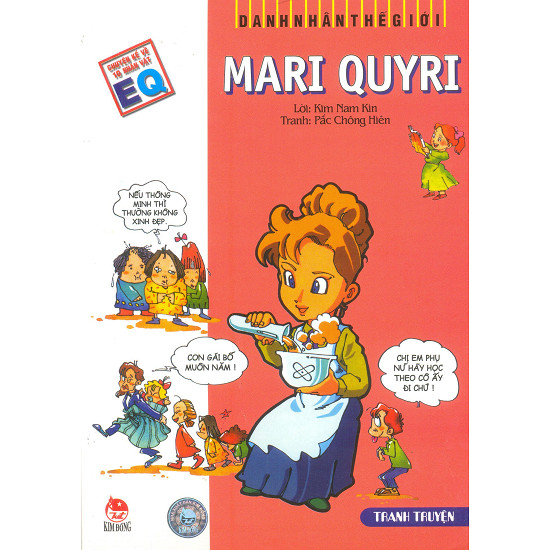 DANH NHÂN THẾ GIỚI
CHUYỆN KỂ VỀ
10 NHÂN VẬT
EQ
MARI QUYRI
Lời: Kim Nam Kin
Tranh: Pắc Chông Hiên
NẾU THÔNG
MINH THÌ
THƯỜNG KHÔNG
XINH ĐẸP.
CON GÁI BỐ
MUÔN NĂM !
CHỊ EM PHỤ
NỮ HÃY HỌC
THEO CÔ ẤY
ĐI CHỨ !
KIM ĐỒNG
TRANH TRUYỆN